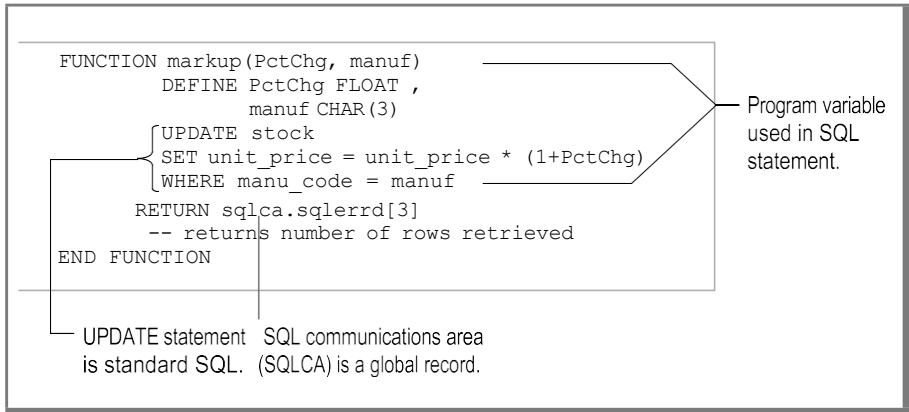 FUNCTION markup(PctChg, manuf)
DEFINE PctChg FLOAT ,
manuf CHAR(3)
UPDATE stock
SET unit_price = unit_price * (1+PctChg)
WHERE manu_code = manuf
RETURN sqlca.sqlerrd[3]
-- returns number of rows retrieved
END FUNCTION
Program variable
used in SQL
statement.
UPDATE statement
is standard SQL.
SQL communications area
(SQLCA) is a global record.